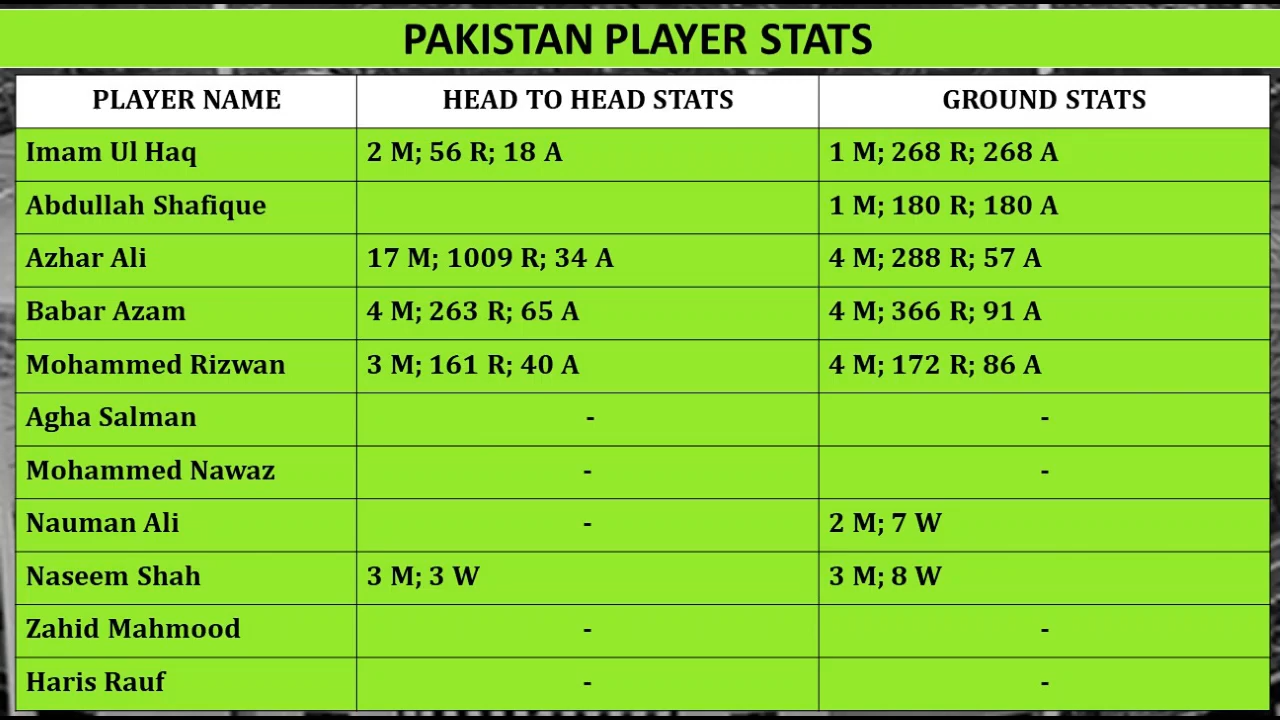 PAKISTAN PLAYER STATS
PLAYER NAME HEAD TO HEAD STATS GROUND STATS
Imam Ul Haq 2 M; 56 R; 18 A 1 M; 268 R; 268 A
Abdullah Shafique 1 M; 180 R; 180 A
Azhar Ali 17 M; 1009 R; 34 A 4 M; 288 R; 57 A
Babar Azam 4 M; 263 R; 65 A 4 M; 366 R; 91 A
Mohammed Rizwan 3 M; 161 R; 40 A 4 M; 172 R; 86 A
Agha Salman - -
Mohammed Nawaz - -
Nauman Ali - 2 M; 7 W
Naseem Shah 3 M; 3 W 3 M; 8 W
Zahid Mahmood - -
Haris Rauf - -